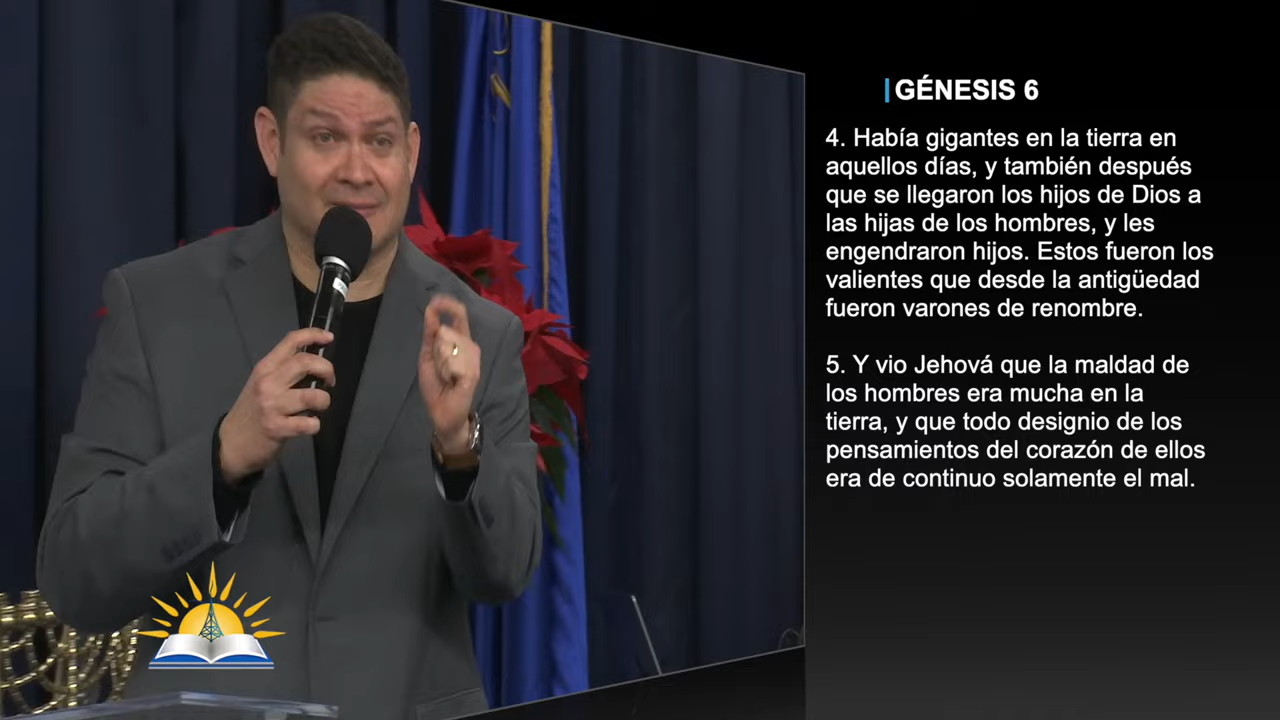 GÉNESIS 6
4. Había gigantes en la tierra en
aquellos días, y también después
que se llegaron los hijos de Dios a
las hijas de los hombres, y les
engendraron hijos. Estos fueron los
valientes que desde la antigüedad
fueron varones de renombre.
5. Y vio Jehová que la maldad de
los hombres era mucha en la
tierra, y que todo designio de los
pensamientos del corazón de ellos
era de continuo solamente el mal.